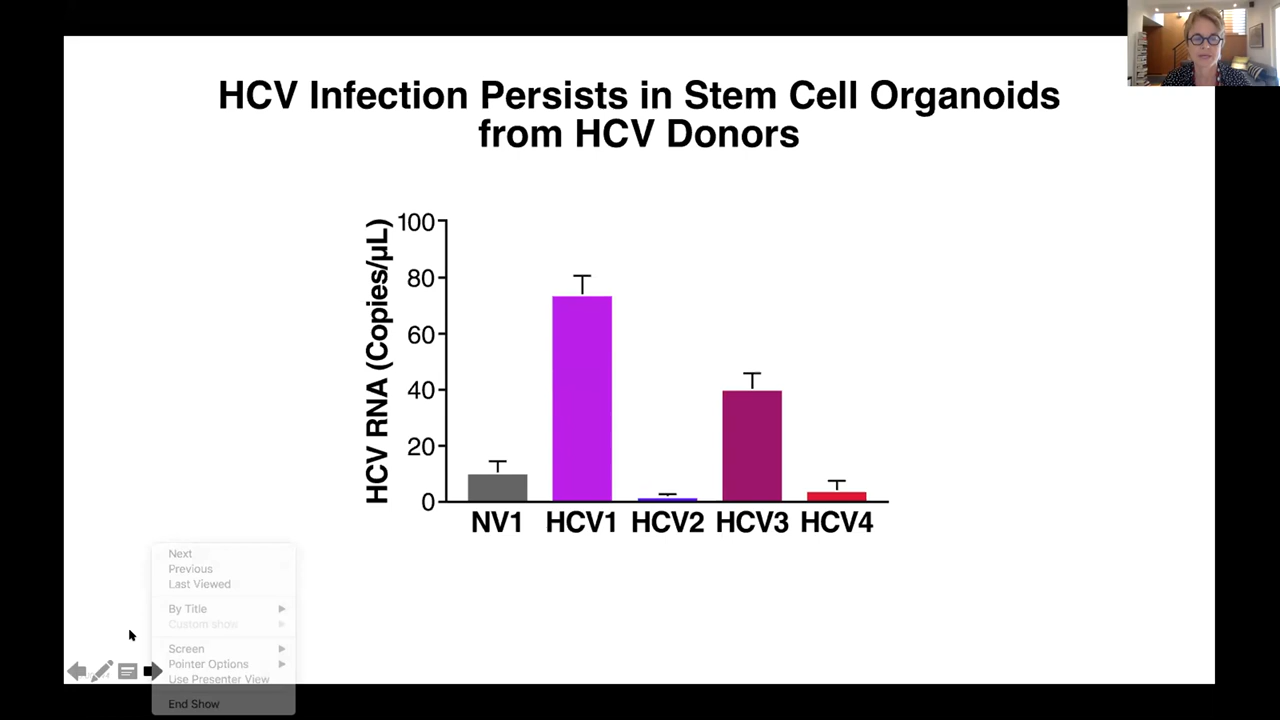 HCV Infection Persists in Stem Cell Organoids
from HCV Donors
HCV RNA (Copies/µL)
100
80
60
40
20
0
NV1 HCV1 HCV2 HCV3 HCV4
Next
Previous
Last Viewed
By Title
Custom show
Screen
Pointer Options
Use Presenter View
End Show